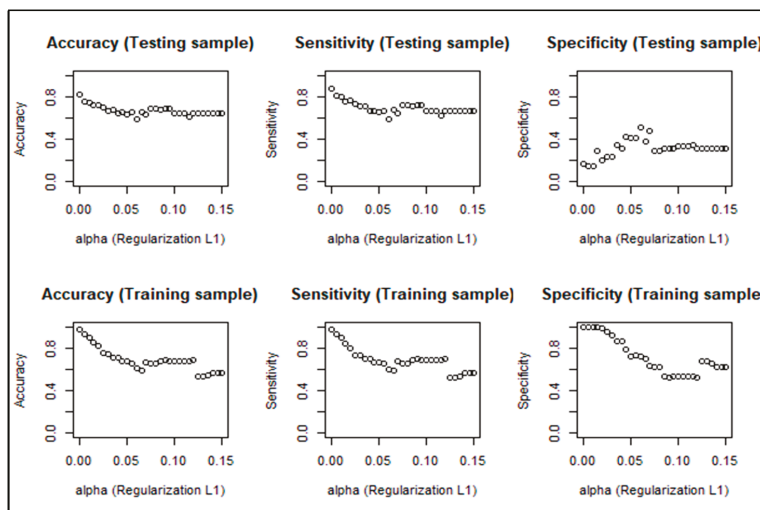 Accuracy (Testing sample)
Accuracy
0.0 0.4 0.8
0.00 0.05 0.10 0.15
alpha (Regularization L1)
Sensitivity (Testing sample)
Sensitivity
0.0 0.4 0.8
0.00 0.05 0.10 0.15
alpha (Regularization L1)
Specificity (Testing sample)
Specificity
0.0 0.4 0.8
0.00 0.05 0.10 0.15
alpha (Regularization L1)
Accuracy (Training sample)
Accuracy
0.0 0.4 0.8
0.00 0.05 0.10 0.15
alpha (Regularization L1)
Sensitivity (Training sample)
Sensitivity
0.0 0.4 0.8
0.00 0.05 0.10 0.15
alpha (Regularization L1)
Specificity (Training sample
Specificity
0.0 0.4 0.8
0.00 0.05 0.10 0.15
alpha (Regularization L1)